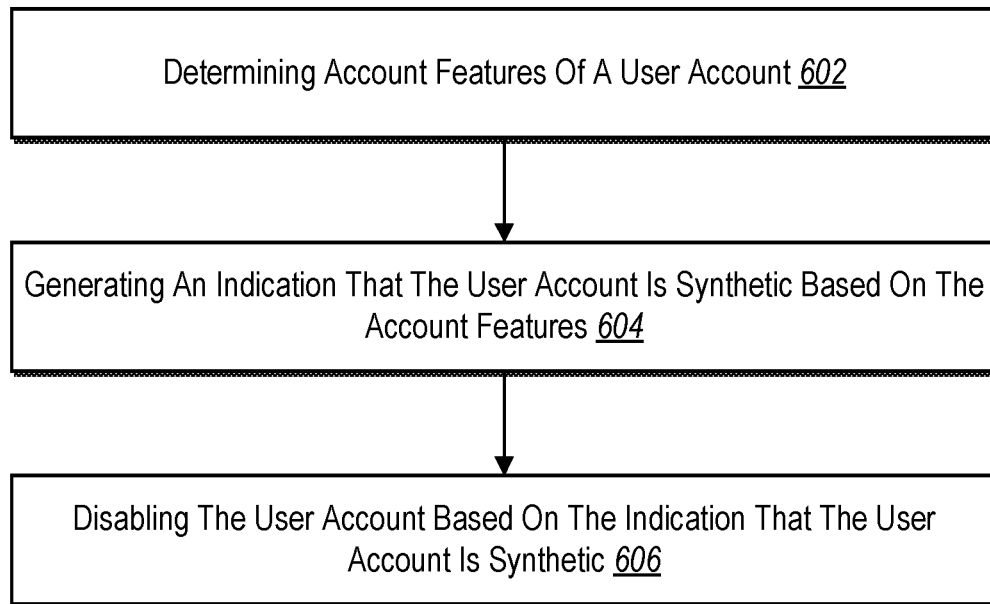 Determining Account Features Of A User Account 602
Generating An Indication That The User Account Is Synthetic Based On The
Account Features 604
Disabling The User Account Based On The Indication That The User
Account Is Synthetic 606